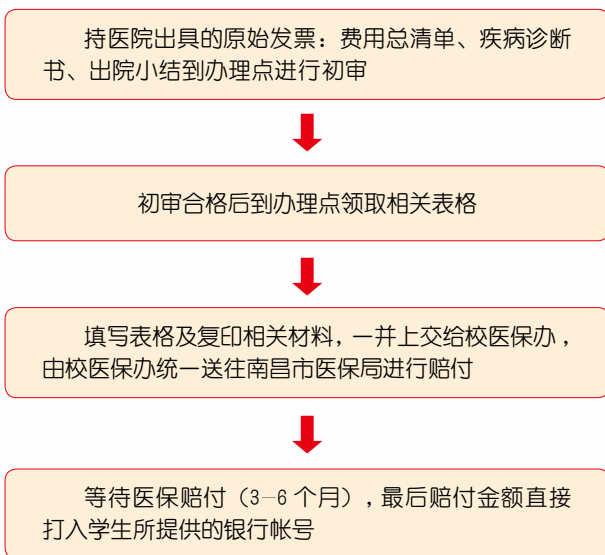 持医院出具的原始发票：费用总清单、疾病诊断
书、出院小结到办理点进行初审
初审合格后到办理点领取相关表格
填写表格及复印相关材料，一并上交给校医保办，
由校医保办统一送往南昌市医保局进行赔付
等待医保赔付（3—6 个月），最后赔付金额直接
打入学生所提供的银行帐号